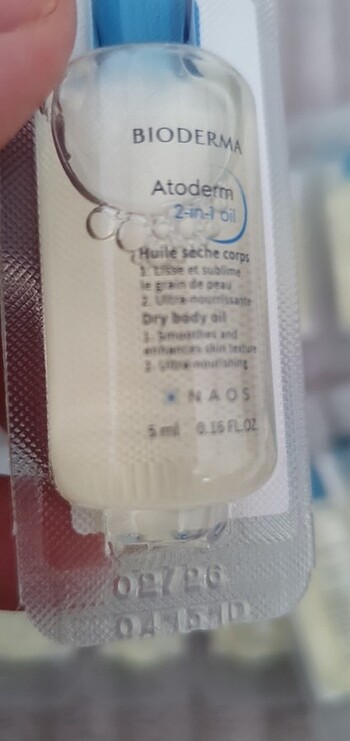 BIODERMA
Atoderm
2-in-1 oil
Huile sèche corps
1. Lisse et sublime
le grain de peau
2. Ultra-nourrissante
Dry body oil
1. Smoothes and
enhances skin texture
2. Ultra-nourishing
NAOS
5 ml 0.16 FL.OZ.
02/26